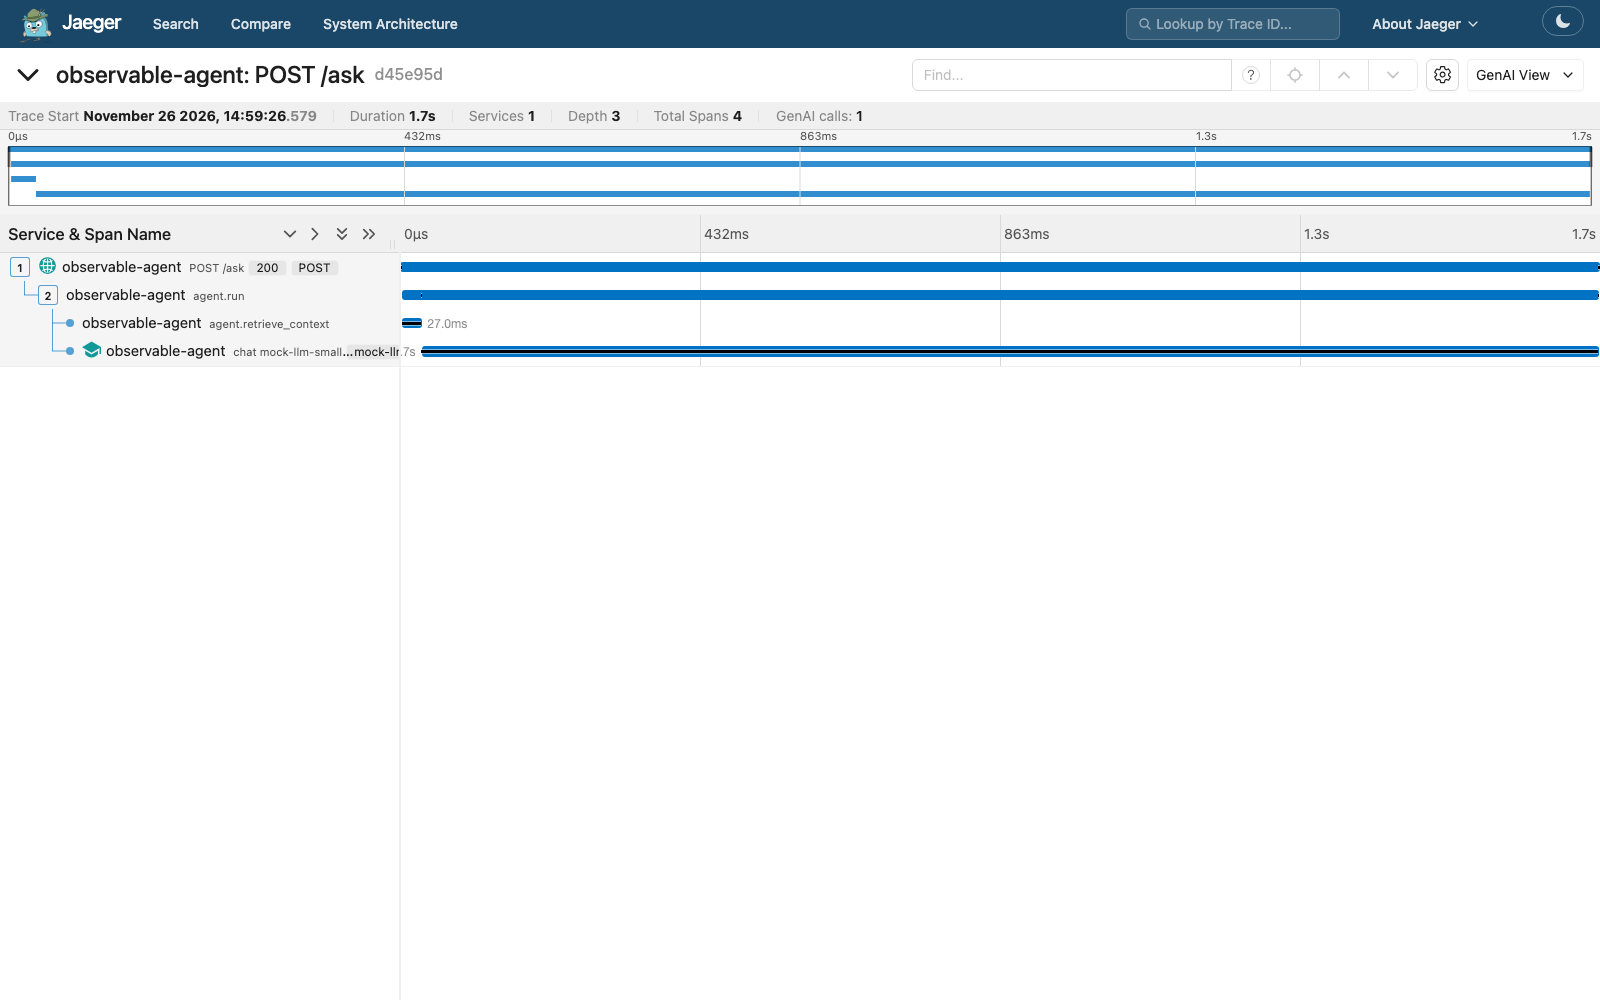 Jaeger Search Compare System Architecture Lookup by Trace ID... About Jaeger
observable-agent: POST /ask d45e95d Find... ? GenAI View
Trace Start November 26 2026, 14:59:26.579 Duration 1.7s Services 1 Depth 3 Total Spans 4 GenAI calls: 1
0μs 432ms 863ms 1.3s 1.7s
Service & Span Name 0μs 432ms 863ms 1.3s 1.7s
1 observable-agent POST /ask 200 POST
2 observable-agent agent.run
observable-agent agent.retrieve_context 27.0ms
observable-agent chat mock-llm-small... mock-llm .7s